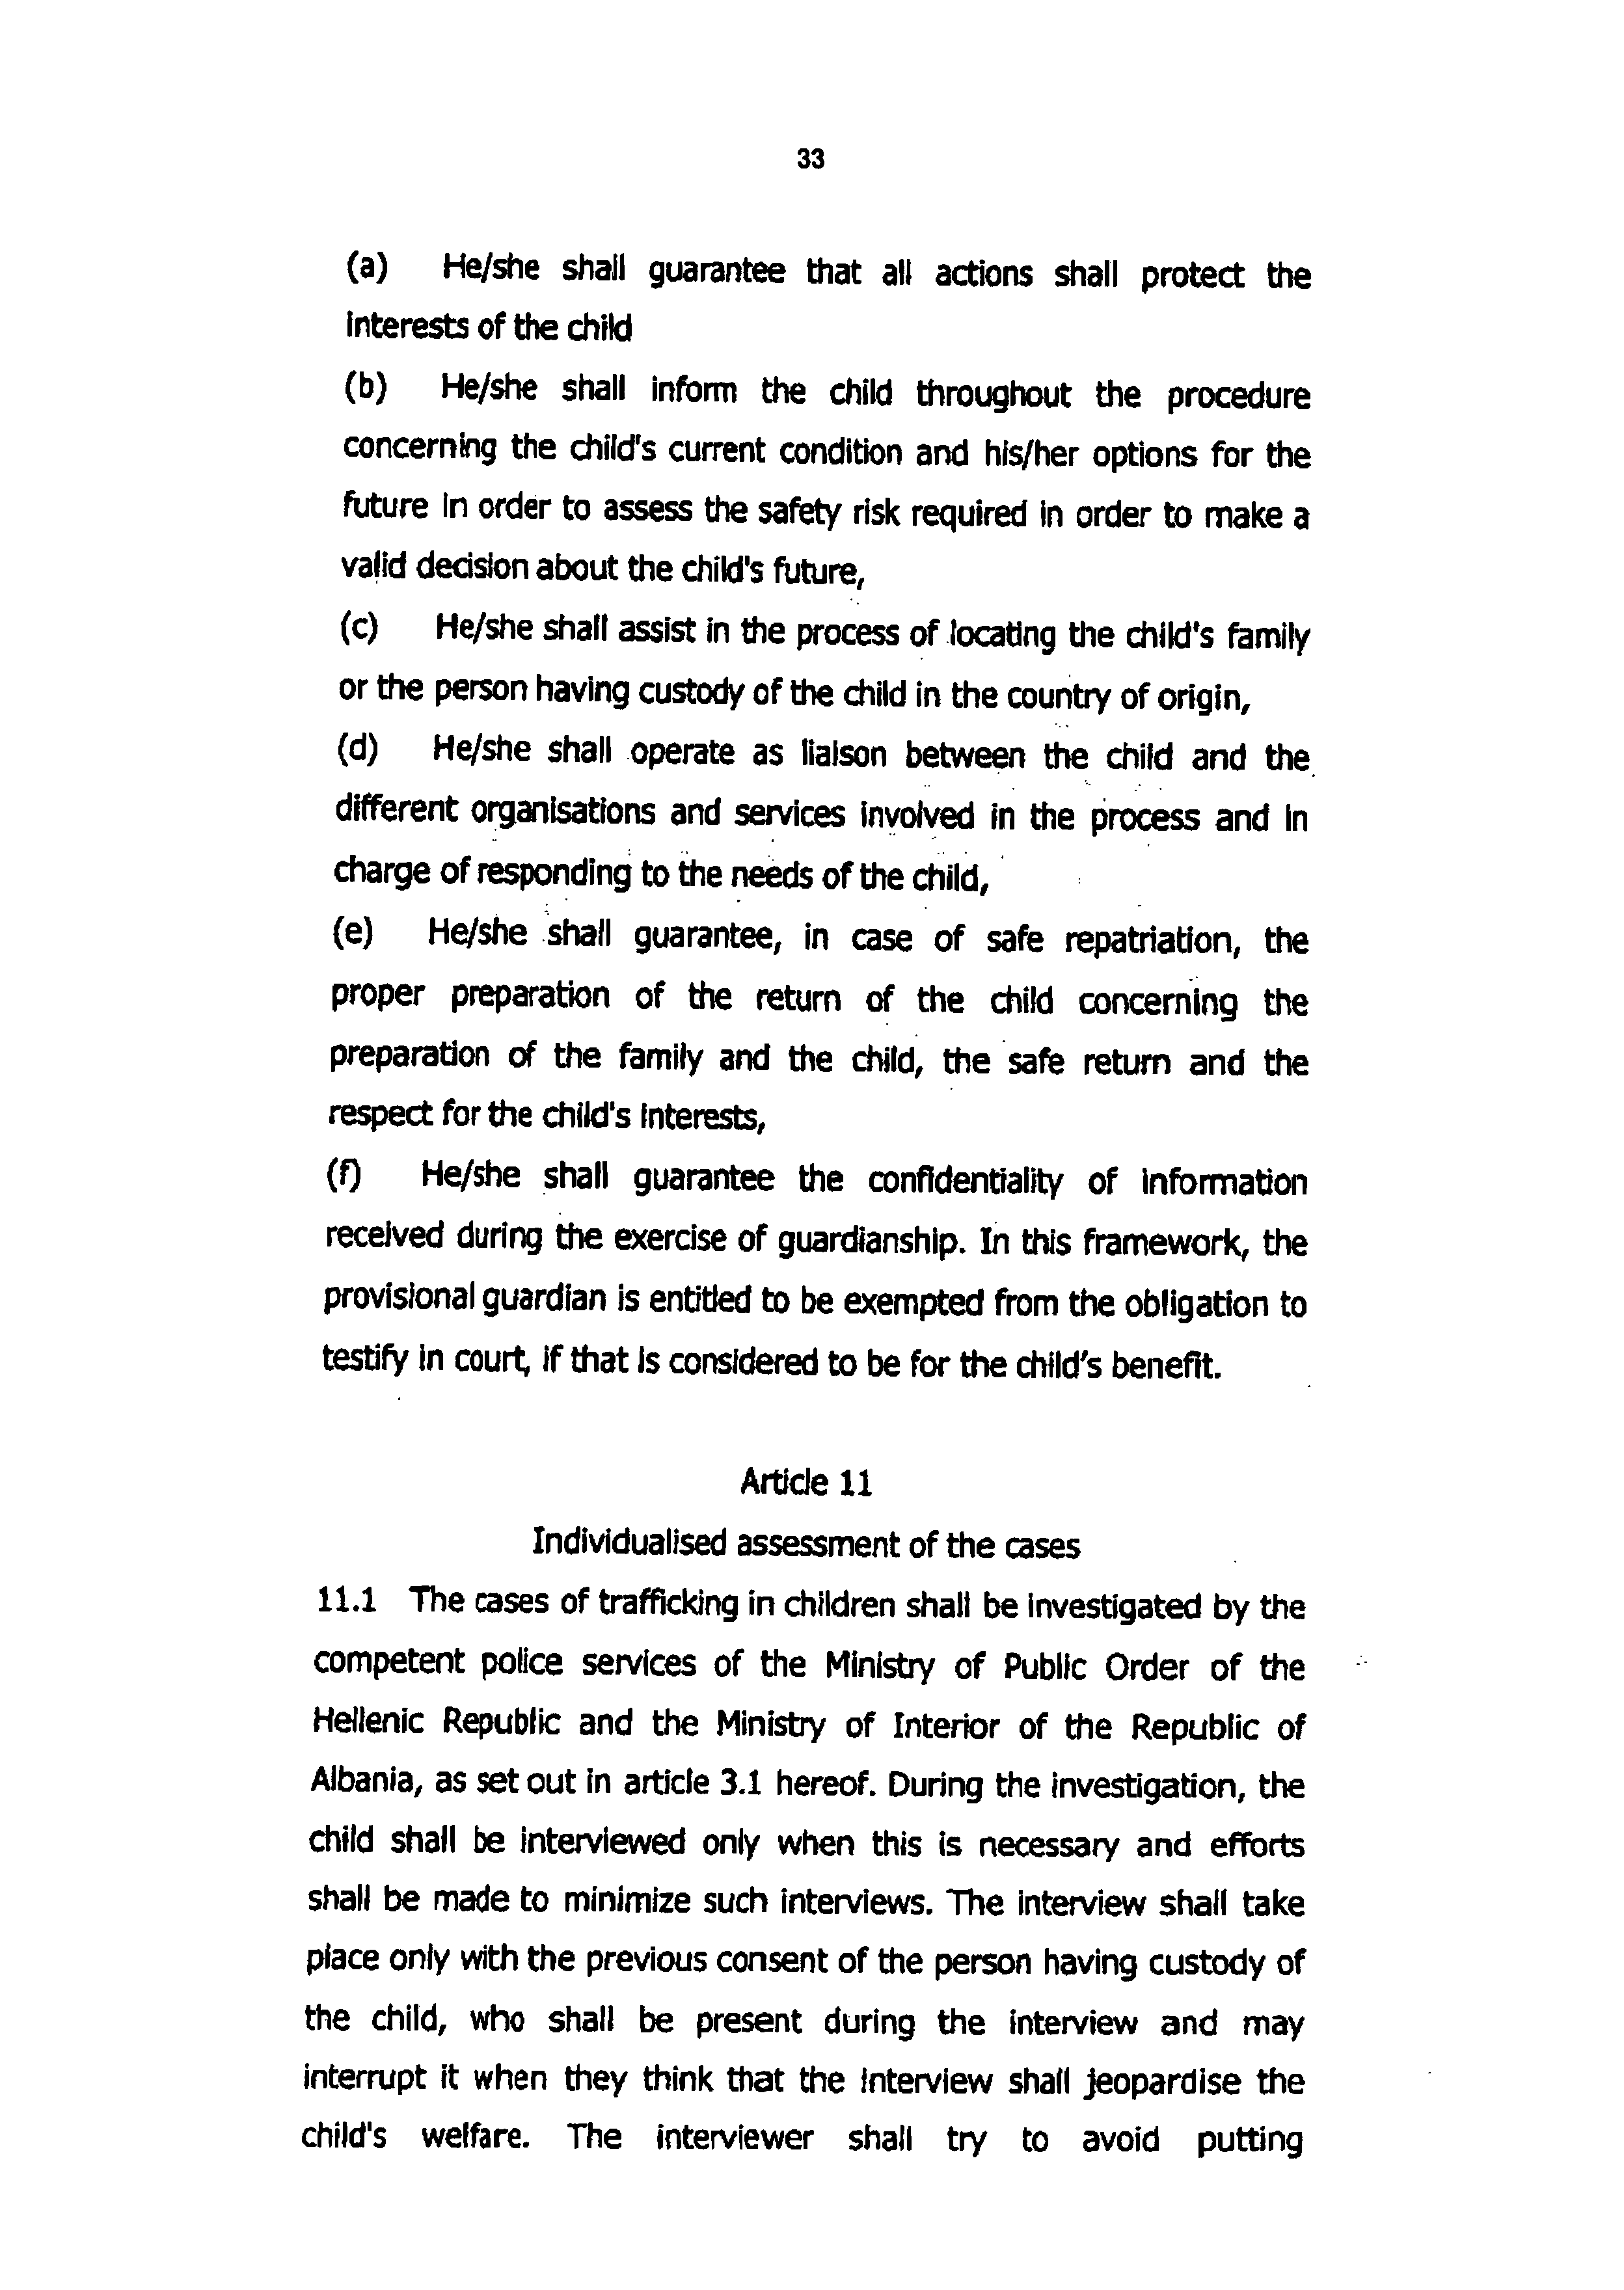 33
(a) He/she shall guarantee that all actions shall protect the
interests of the child
(b) He/she shall inform the child throughout the procedure
concerning the child's current condition and his/her options for the
future in order to assess the safety risk required in order to make a
valid decision about the child's future,
(c) He/she shall assist in the process of locating the child's family
or the person having custody of the child in the country of origin,
(d) He/she shall operate as liaison between the child and the
different organisations and services involved in the process and in
charge of responding to the needs of the child,
(e) He/she shall guarantee, in case of safe repatriation, the
proper preparation of the return of the child concerning the
preparation of the family and the child, the safe return and the
respect for the child's interests,
(f) He/she shall guarantee the confidentiality of information
received during the exercise of guardianship. In this framework, the
provisional guardian is entitled to be exempted from the obligation to
testify in court, if that is considered to be for the child's benefit.
Article 11
Individualised assessment of the cases
11.1 The cases of trafficking in children shall be investigated by the
competent police services of the Ministry of Public Order of the
Hellenic Republic and the Ministry of Interior of the Republic of
Albania, as set out in article 3.1 hereof. During the investigation, the
child shall be interviewed only when this is necessary and efforts
shall be made to minimize such interviews. The interview shall take
place only with the previous consent of the person having custody of
the child, who shall be present during the interview and may
interrupt it when they think that the interview shall jeopardise the
child's welfare. The interviewer shall try to avoid putting